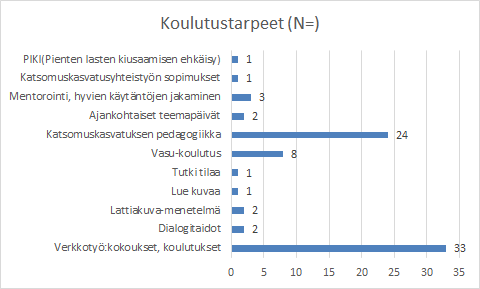 Koulutustarpeet (N=)
PIKI(Pienten lasten kiusaamisen ehkäisy) 1
Katsomuskasvatusyhteistyön sopimukset 1
Mentorointi, hyvien käytäntöjen jakaminen 3
Ajankohtaiset teemapäivät 2
Katsomuskasvatuksen pedagogiikka 24
Vasu-koulutus 8
Tutki tilaa 1
Lue kuvaa 1
Lattiakuva-menetelmä 2
Dialogitaidot 2
Verkkotyö:kokoukset, koulutukset 33
0 5 10 15 20 25 30 35